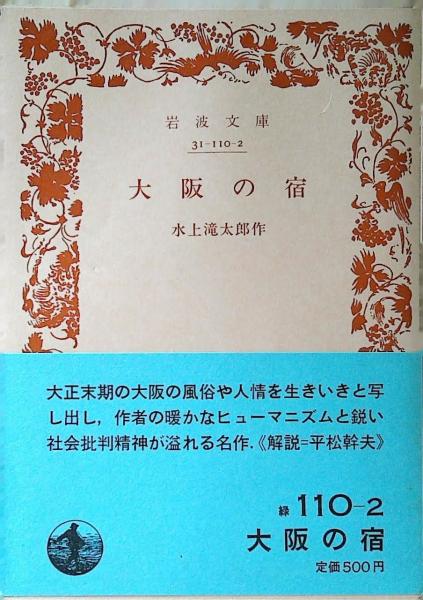 岩波文庫
31-110-2
大阪の宿
水上滝太郎作
大正末期の大阪の風俗や人情を生きいきと写
し出し，作者の暖かなヒューマニズムと鋭い
社会批判精神が溢れる名作．《解説=平松幹夫》
緑 110-2
大阪の宿
定価500円